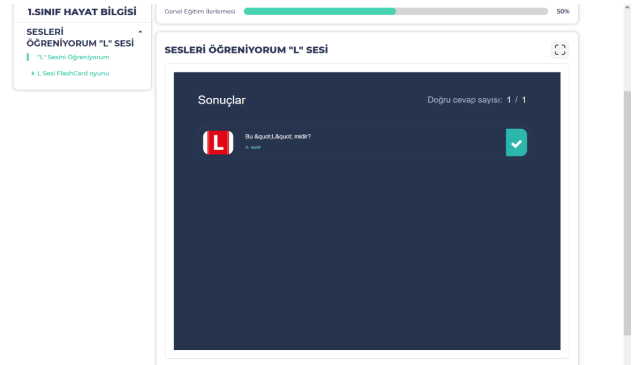 1.SINIF HAYAT BİLGİSİ
SESLERİ
ÖĞRENİYORUM "L" SESİ
"L" Sesini Öğreniyorum
L Sesi FlashCard oyunu
Genel Eğitim İlerlemesi
50%
SESLERİ ÖĞRENİYORUM "L" SESİ
Sonuçlar
Doğru cevap sayısı: 1 / 1
L
Bu &quot;L&quot; midir?
A: evet